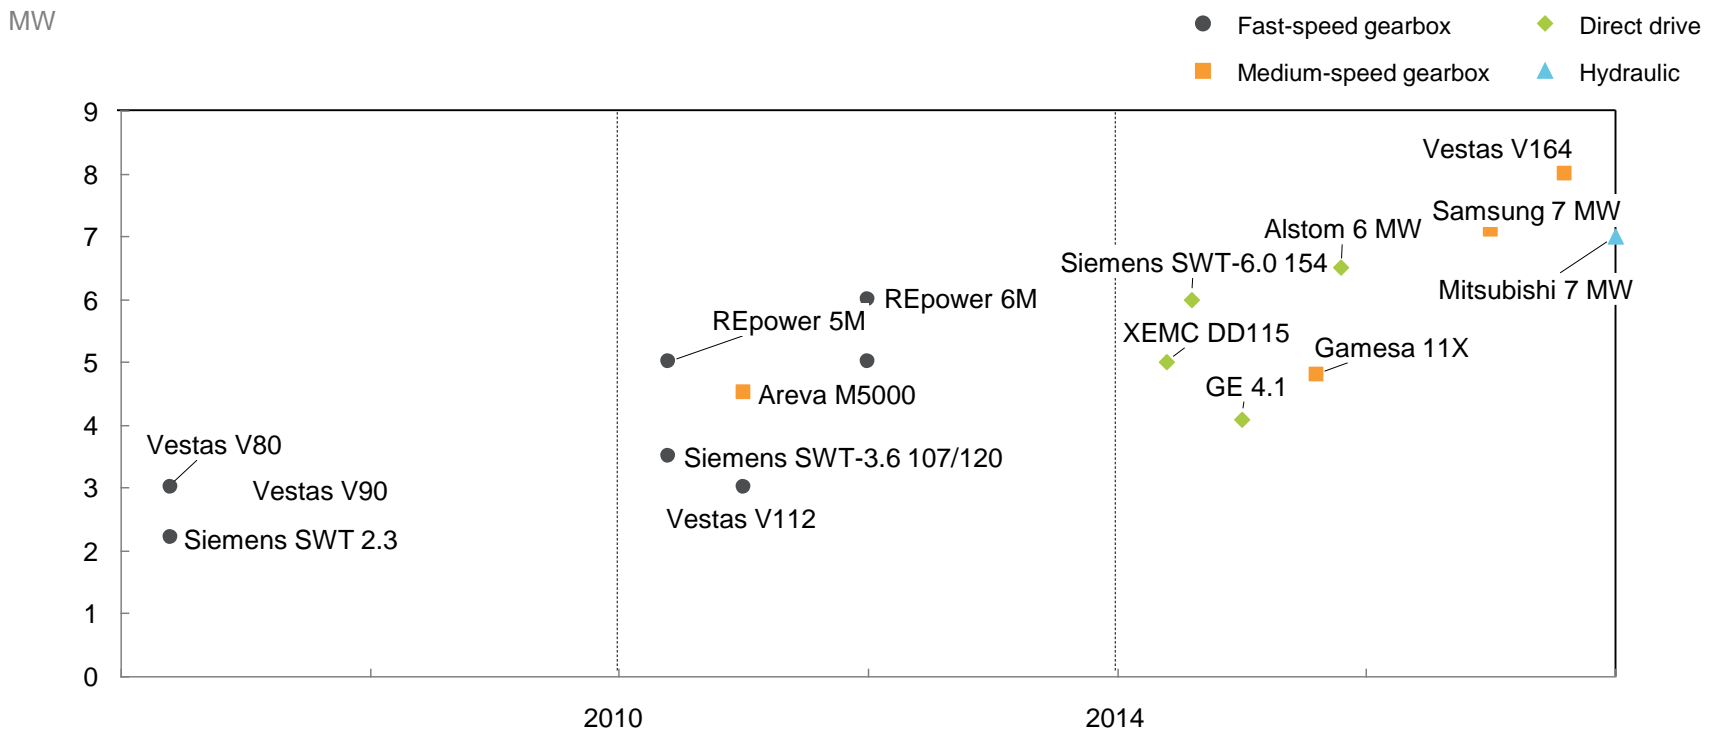 MW
Fast-speed gearbox
Direct drive
Medium-speed gearbox
Hydraulic
9
Vestas V164
8
Samsung 7 MW
Alstom 6 MW
7
Siemens SWT-6.0 154
Mitsubishi 7 MW
6
REpower 6M
REpower 5M
XEMC DD115
Gamesa 11X
5
GE 4.1
Areva M5000
4
Vestas V80
Siemens SWT-3.6 107/120
3
Vestas V90
Vestas V112
Siemens SWT 2.3
2
1
0
2010
2014